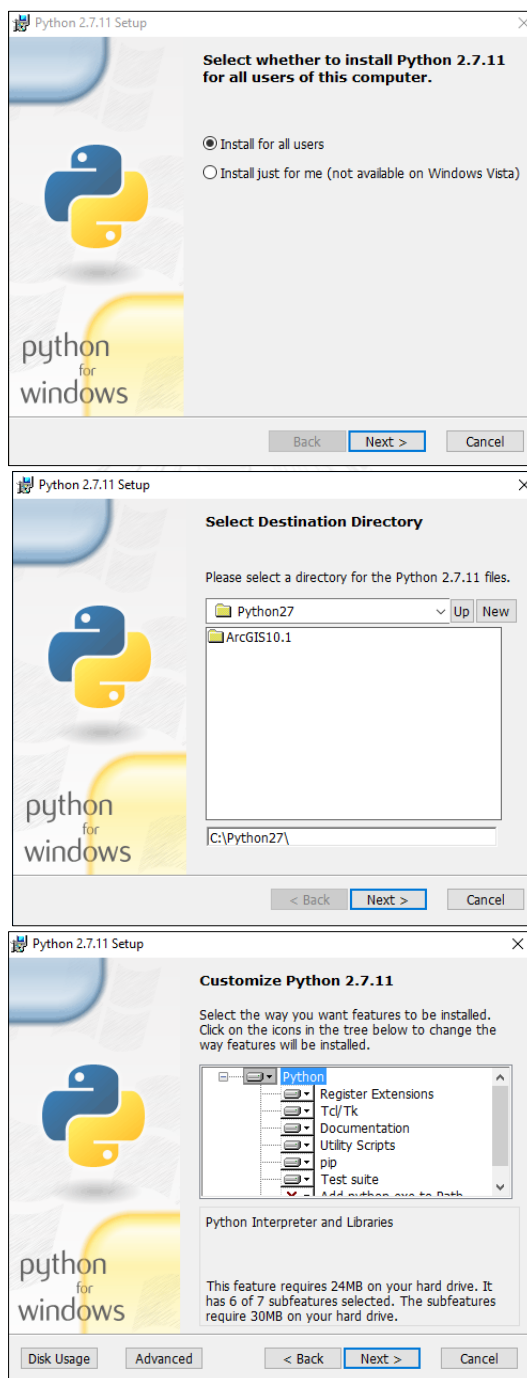 Python 2.7.11 Setup
Select whether to install Python 2.7.11
for all users of this computer.
Install for all users
Install just for me (not available on Windows Vista)
python
for
windows
Back
Next >
Cancel
Python 2.7.11 Setup
Select Destination Directory
Please select a directory for the Python 2.7.11 files.
Python27
Up
New
ArcGIS10.1
C:\Python27\
python
for
windows
< Back
Next >
Cancel
Python 2.7.11 Setup
Customize Python 2.7.11
Select the way you want features to be installed.
Click on the icons in the tree below to change the
way features will be installed.
Python
Register Extensions
Tcl/Tk
Documentation
Utility Scripts
pip
Test suite
Add python.exe to Path
Python Interpreter and Libraries
This feature requires 24MB on your hard drive. It
has 6 of 7 subfeatures selected. The subfeatures
require 30MB on your hard drive.
python
for
windows
Disk Usage
Advanced
< Back
Next >
Cancel